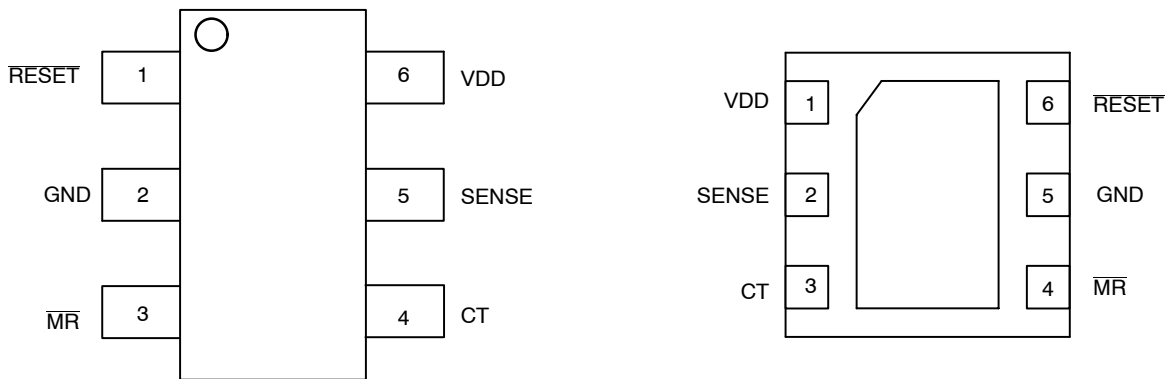 RESET 1 6 VDD
GND 2 5 SENSE
MR 3 4 CT
VDD 1 6 RESET
SENSE 2 5 GND
CT 3 4 MR